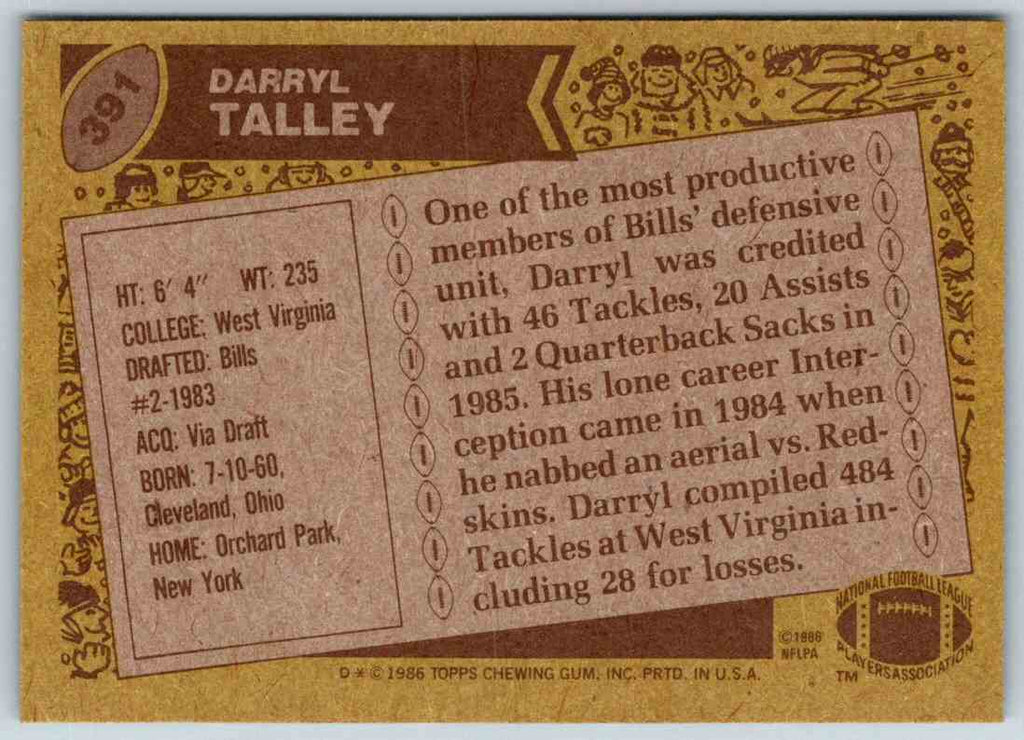 391
DARRYL
TALLEY
HT: 6' 4" WT: 235
COLLEGE: West Virginia
DRAFTED: Bills
#2-1983
ACQ: Via Draft
BORN: 7-10-60,
Cleveland, Ohio
HOME: Orchard Park,
New York
One of the most productive
members of Bills' defensive
unit, Darryl was credited
with 46 Tackles, 20 Assists
and 2 Quarterback Sacks in
1985. His lone career Inter-
ception came in 1984 when
he nabbed an aerial vs. Red-
skins. Darryl compiled 484
Tackles at West Virginia in-
cluding 28 for losses.
© 1986
NFLPA
NATIONAL FOOTBALL LEAGUE
PLAYERS ASSOCIATION
TM
D * © 1986 TOPPS CHEWING GUM, INC. PRTD. IN U.S.A.